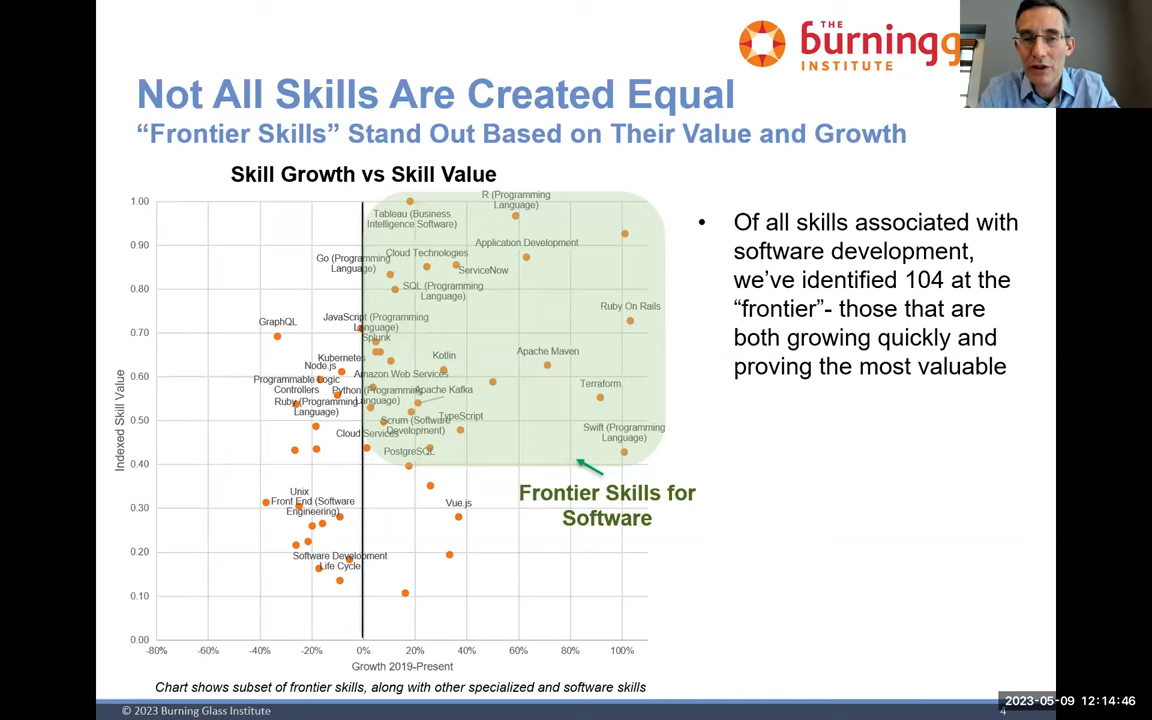 THE
burningg
INSTITUTE
Not All Skills Are Created Equal
“Frontier Skills” Stand Out Based on Their Value and Growth
Skill Growth vs Skill Value
1.00
0.90
0.80
0.70
0.60
0.50
0.40
0.30
0.20
0.10
0.00
Indexed Skill Value
R (Programming
Language)
Tableau (Business
Intelligence Software)
Application Development
Cloud Technologies
Go (Programming
Language)
ServiceNow
SQL (Programming
Language)
Ruby On Rails
GraphQL
JavaScript (Programming
Language)
Splunk
Kubernetes
Kotlin
Apache Maven
Node.js
Amazon Web Services
Programmable Logic
Controllers
Terraform
Python (Programming
Language)
Apache Kafka
Ruby (Programming
Language)
TypeScript
Scrum (Software
Development)
Swift (Programming
Language)
Cloud Services
PostgreSQL
Unix
Front End (Software
Engineering)
Vue.js
Software Development
Life Cycle
-80%
-60%
-40%
-20%
0%
20%
40%
60%
80%
100%
Growth 2019-Present
Frontier Skills for
Software
• Of all skills associated with
software development,
we’ve identified 104 at the
“frontier”- those that are
both growing quickly and
proving the most valuable
Chart shows subset of frontier skills, along with other specialized and software skills
© 2023 Burning Glass Institute
4
2023-05-09 12:14:46